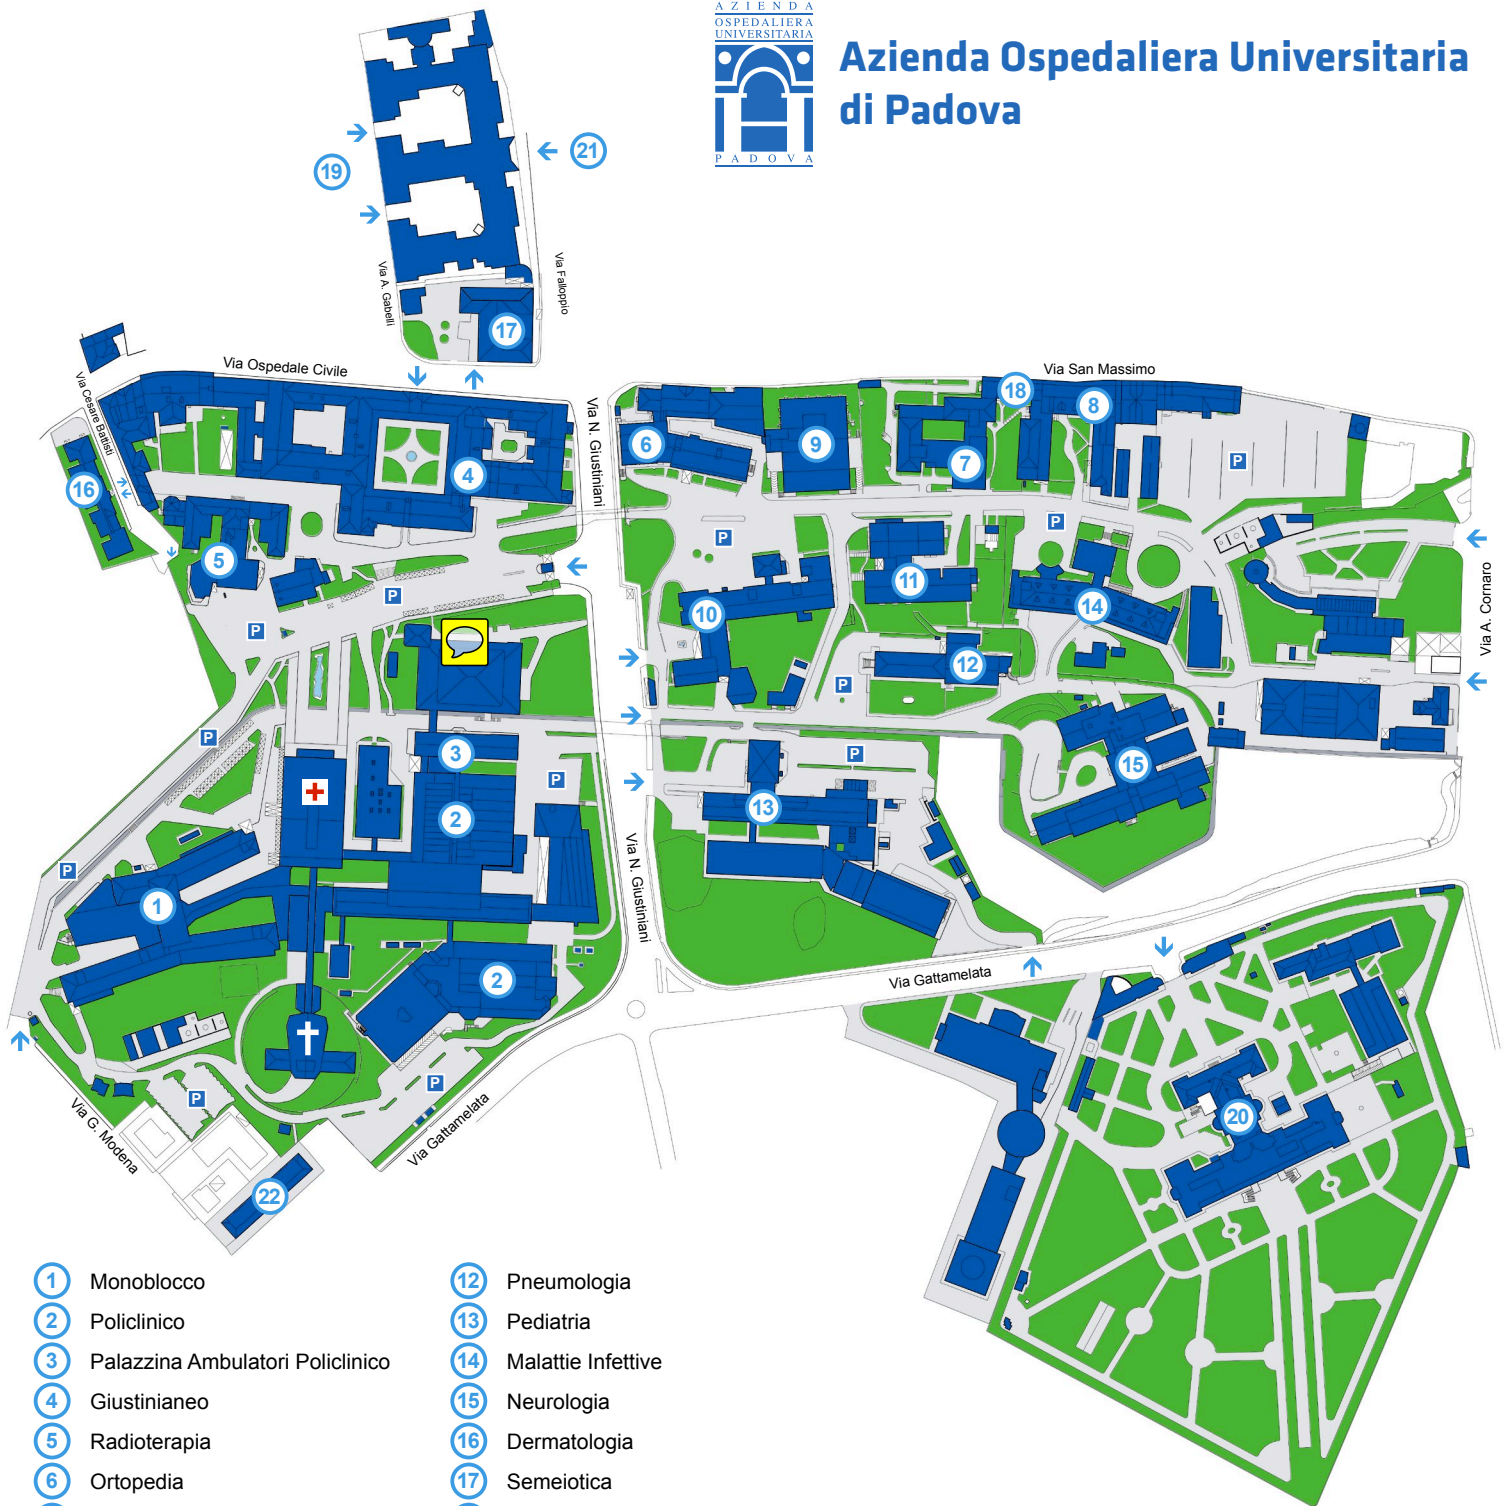 AZIENDA
OSPEDALIERA
UNIVERSITARIA
PADOVA
Azienda Ospedaliera Universitaria
di Padova
19
21
Via A. Gabelli
Via Falloppio
17
Via Ospedale Civile
Via San Massimo
Via Cesare Battisti
Via N. Giustiniani
18
8
6
9
7
4
16
P
5
P
P
11
P
10
14
P
Via A. Cornaro
12
P
P
3
P
15
P
2
13
P
1
Via N. Giustiniani
2
Via Gattamelata
P
P
Via G. Modena
Via Gattamelata
20
22
1 Monoblocco
2 Policlinico
3 Palazzina Ambulatori Policlinico
4 Giustinianeo
5 Radioterapia
6 Ortopedia
12 Pneumologia
13 Pediatria
14 Malattie Infettive
15 Neurologia
16 Dermatologia
17 Semeiotica